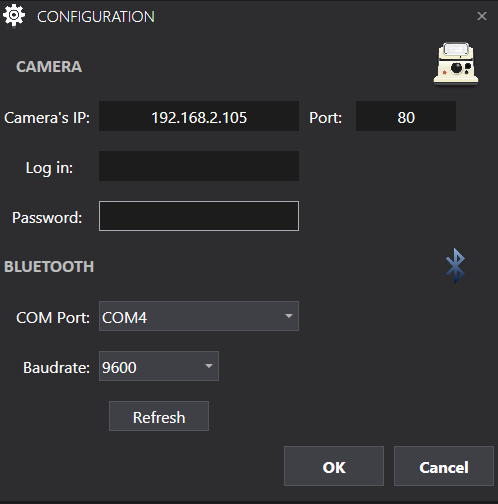 CONFIGURATION
CAMERA
Camera's IP: 192.168.2.105 Port: 80
Log in:
Password:
BLUETOOTH
COM Port: COM4
Baudrate: 9600
Refresh
OK Cancel